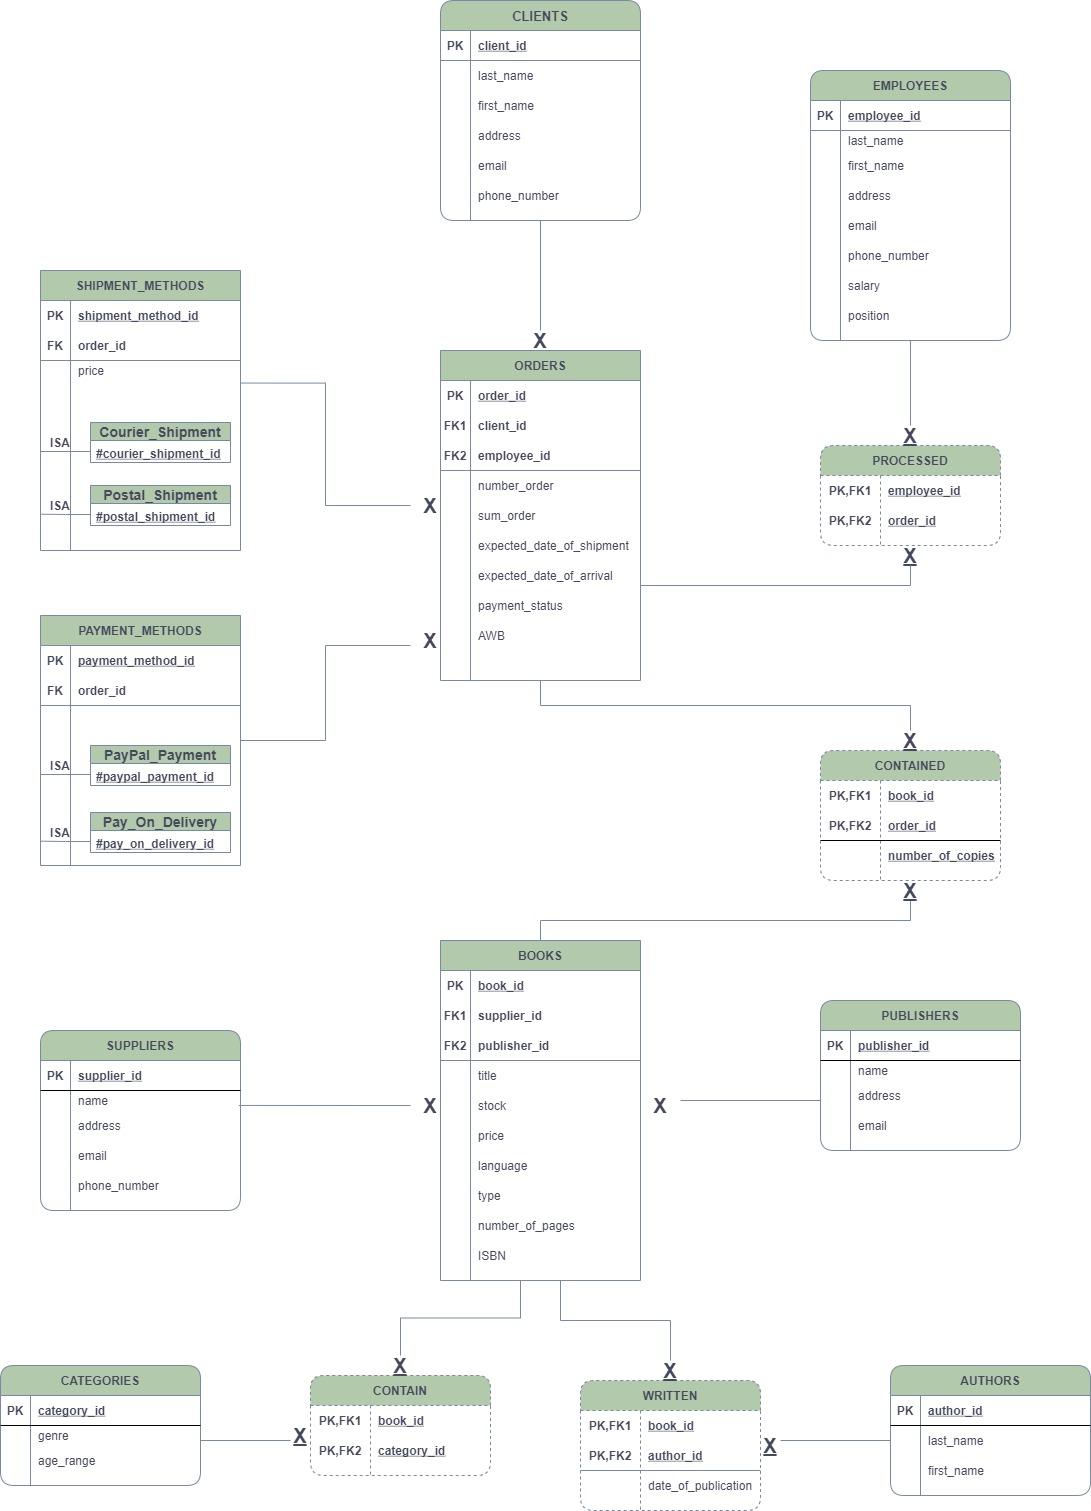 CLIENTS
PK client_id
last_name
first_name
address
email
phone_number
EMPLOYEES
PK employee_id
last_name
first_name
address
email
phone_number
salary
position
SHIPMENT_METHODS
PK shipment_method_id
FK order_id
price
ISA
Courier_Shipment
#courier_shipment_id
ISA
Postal_Shipment
#postal_shipment_id
X
ORDERS
PK order_id
FK1 client_id
FK2 employee_id
number_order
sum_order
expected_date_of_shipment
expected_date_of_arrival
payment_status
AWB
X
X
X
PROCESSED
PK,FK1 employee_id
PK,FK2 order_id
X
PAYMENT_METHODS
PK payment_method_id
FK order_id
ISA
PayPal_Payment
#paypal_payment_id
ISA
Pay_On_Delivery
#pay_on_delivery_id
X
CONTAINED
PK,FK1 book_id
PK,FK2 order_id
number_of_copies
X
BOOKS
PK book_id
FK1 supplier_id
FK2 publisher_id
title
stock
price
language
type
number_of_pages
ISBN
SUPPLIERS
PK supplier_id
name
address
email
phone_number
X
X
PUBLISHERS
PK publisher_id
name
address
email
CATEGORIES
PK category_id
genre
age_range
X
X
CONTAIN
PK,FK1 book_id
PK,FK2 category_id
X
WRITTEN
PK,FK1 book_id
PK,FK2 author_id
date_of_publication
X
AUTHORS
PK author_id
last_name
first_name